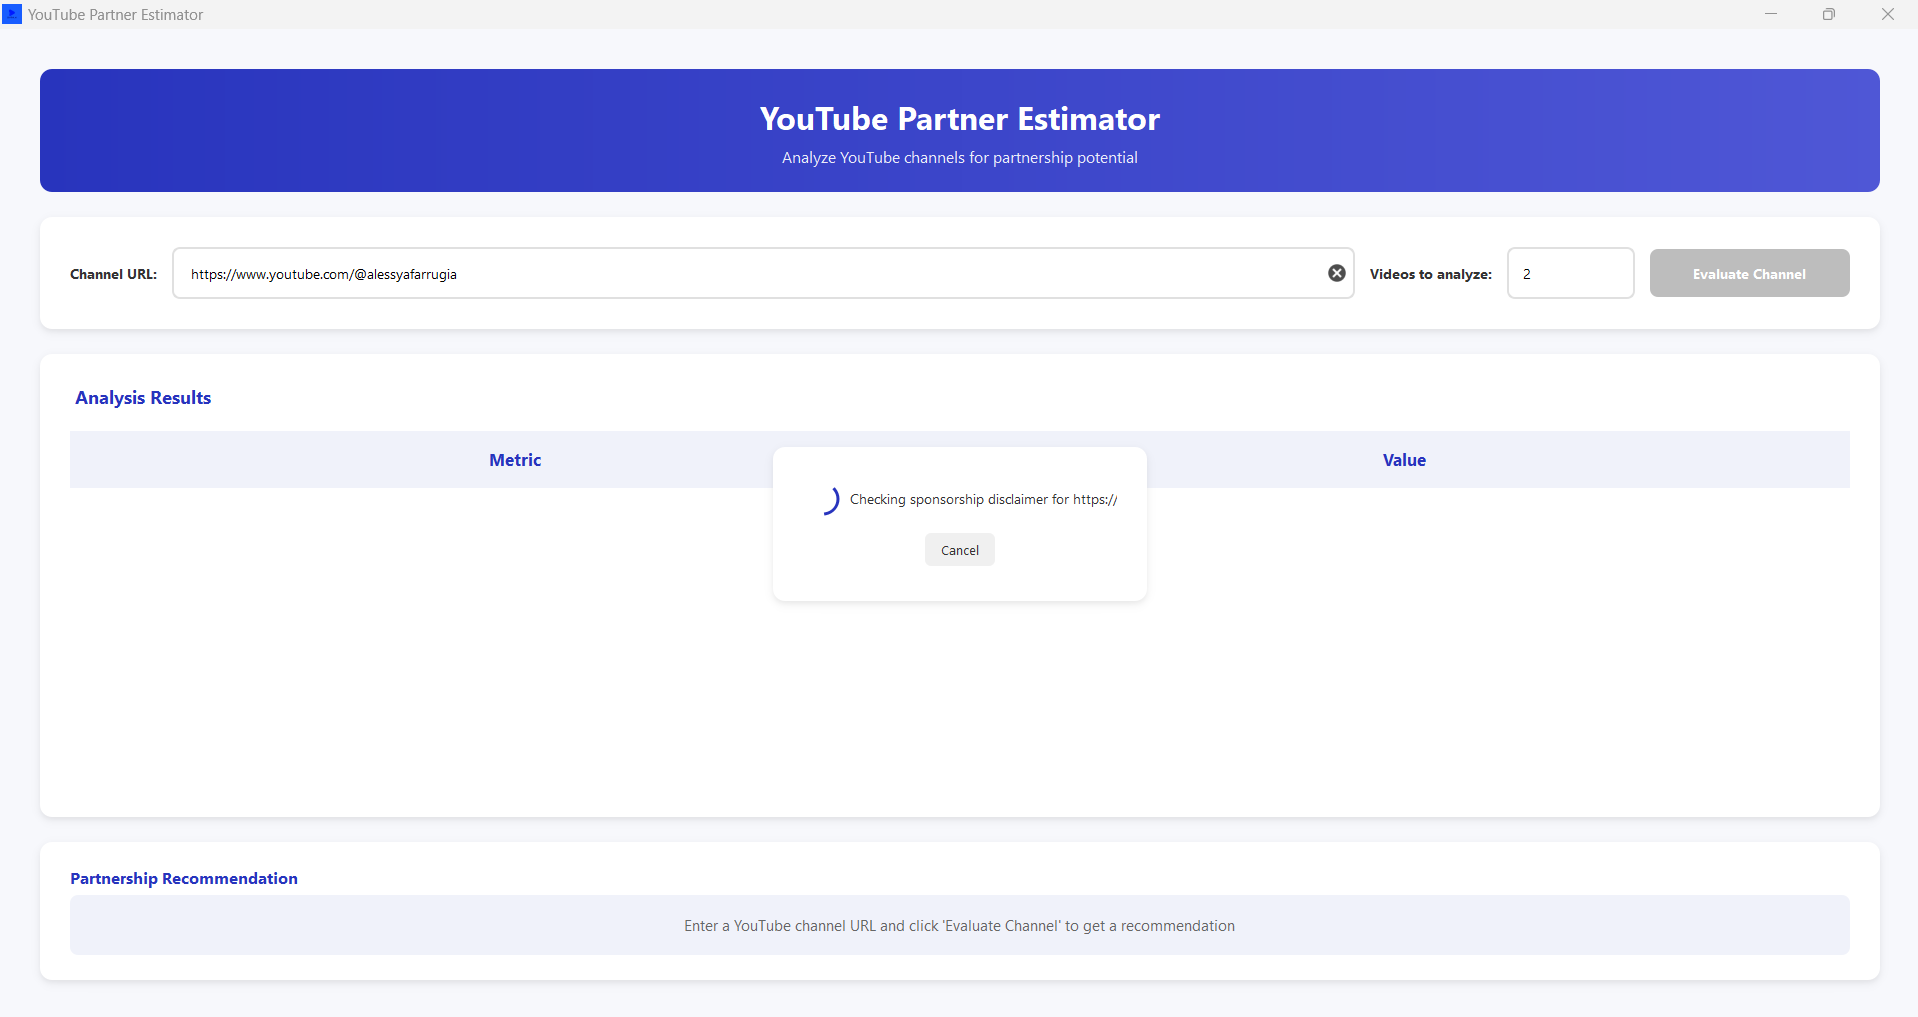 YouTube Partner Estimator
YouTube Partner Estimator
Analyze YouTube channels for partnership potential
Channel URL: https://www.youtube.com/@alessyafarrugia Videos to analyze: 2 Evaluate Channel
Analysis Results
Metric Value
Checking sponsorship disclaimer for https://
Cancel
Partnership Recommendation
Enter a YouTube channel URL and click 'Evaluate Channel' to get a recommendation